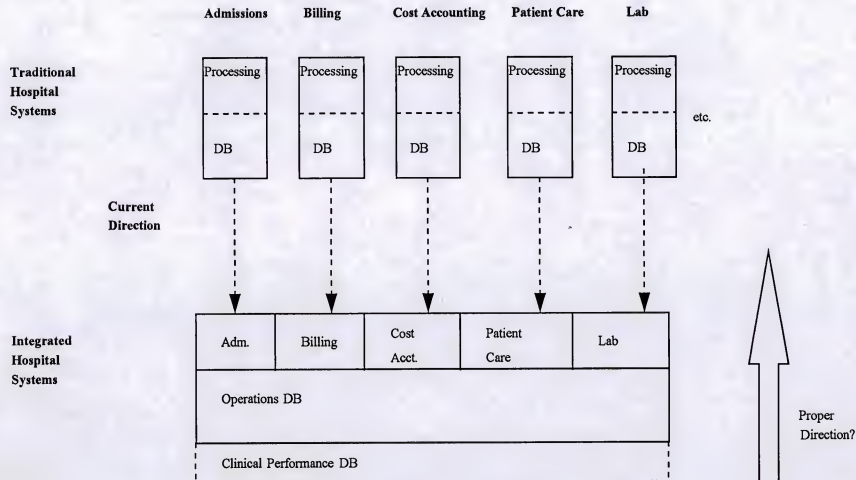 Admissions Billing Cost Accounting Patient Care Lab
Traditional
Hospital
Systems
Processing Processing Processing Processing Processing
etc.
DB DB DB DB DB
Current
Direction
Integrated
Hospital
Systems
Adm. Billing Cost Acct. Patient Care Lab
Operations DB
Proper
Direction?
Clinical Performance DB